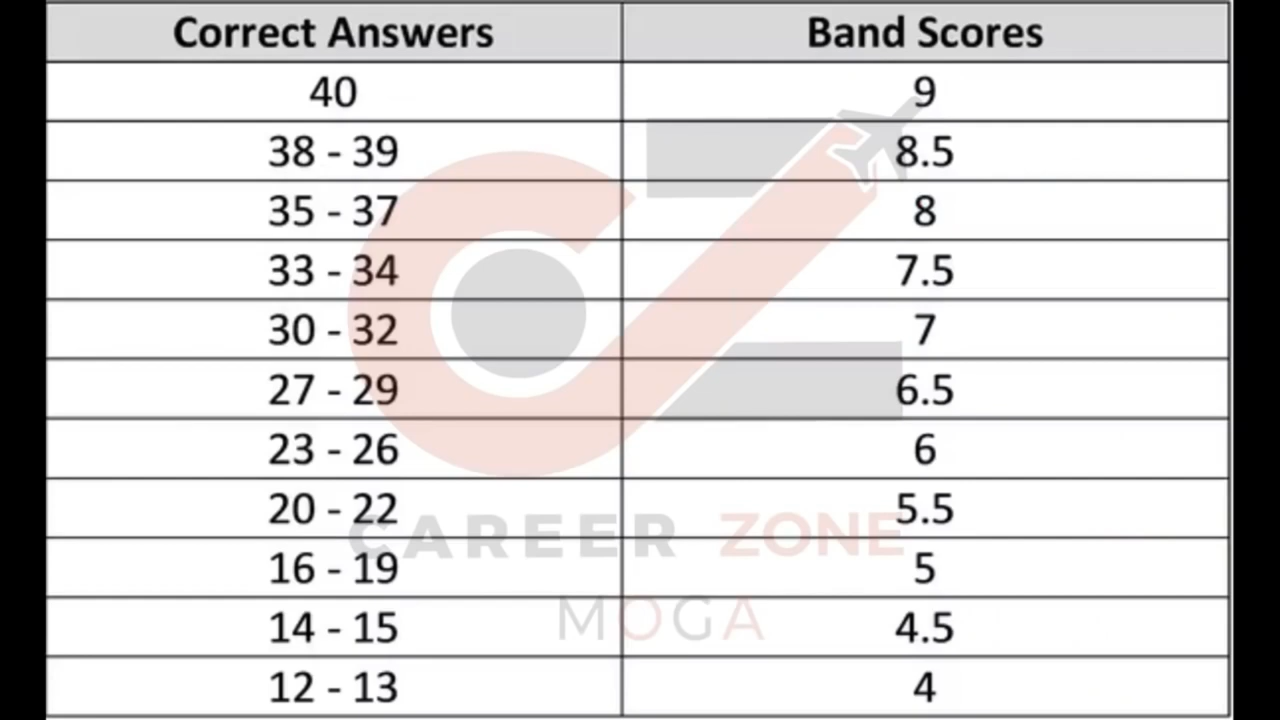 Correct Answers Band Scores
40 9
38 - 39 8.5
35 - 37 8
33 - 34 7.5
30 - 32 7
27 - 29 6.5
23 - 26 6
20 - 22 5.5
CAREER ZONE
16 - 19 5
MOGA
14 - 15 4.5
12 - 13 4